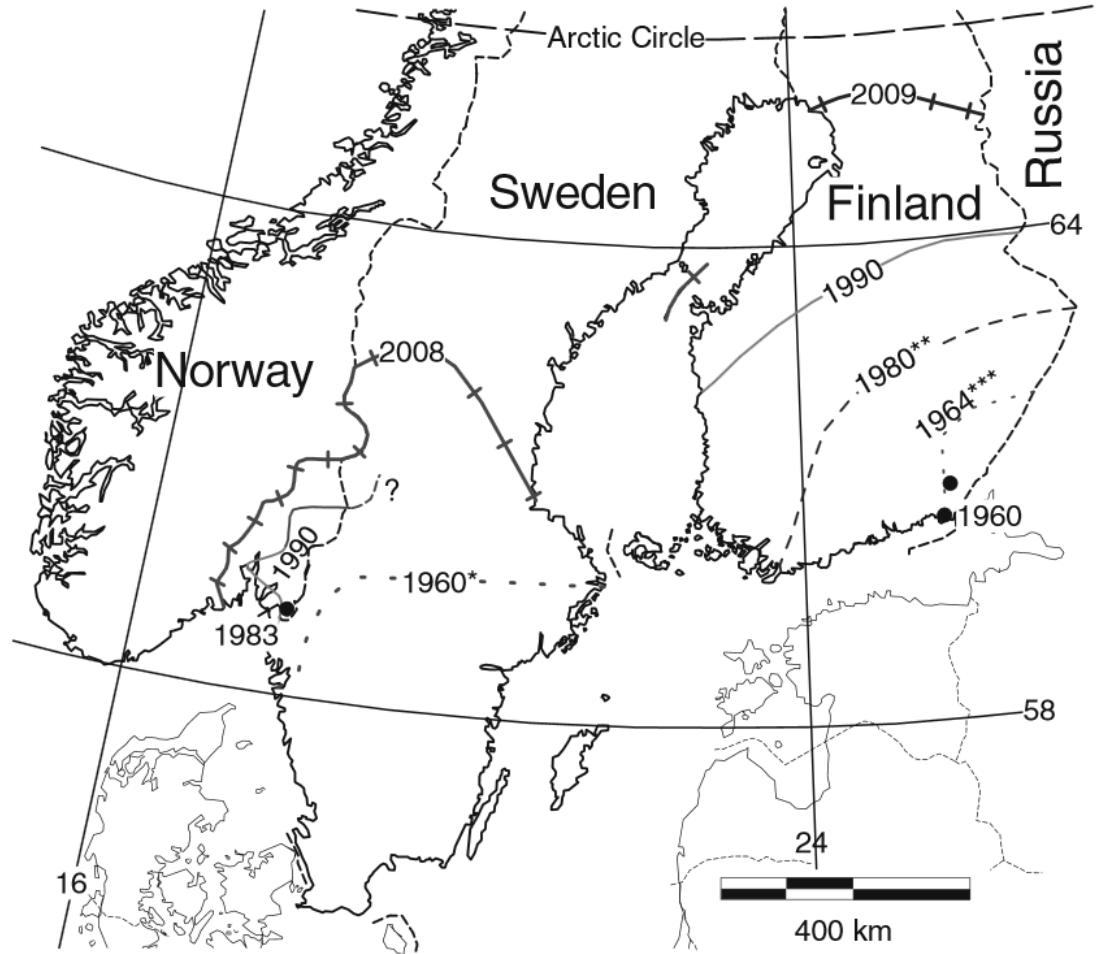 Arctic Circle
Russia
2009
Sweden
Finland
64
1990
2008
Norway
1980**
1964***
?
1960
1990
1960*
1983
58
24
16
400 km